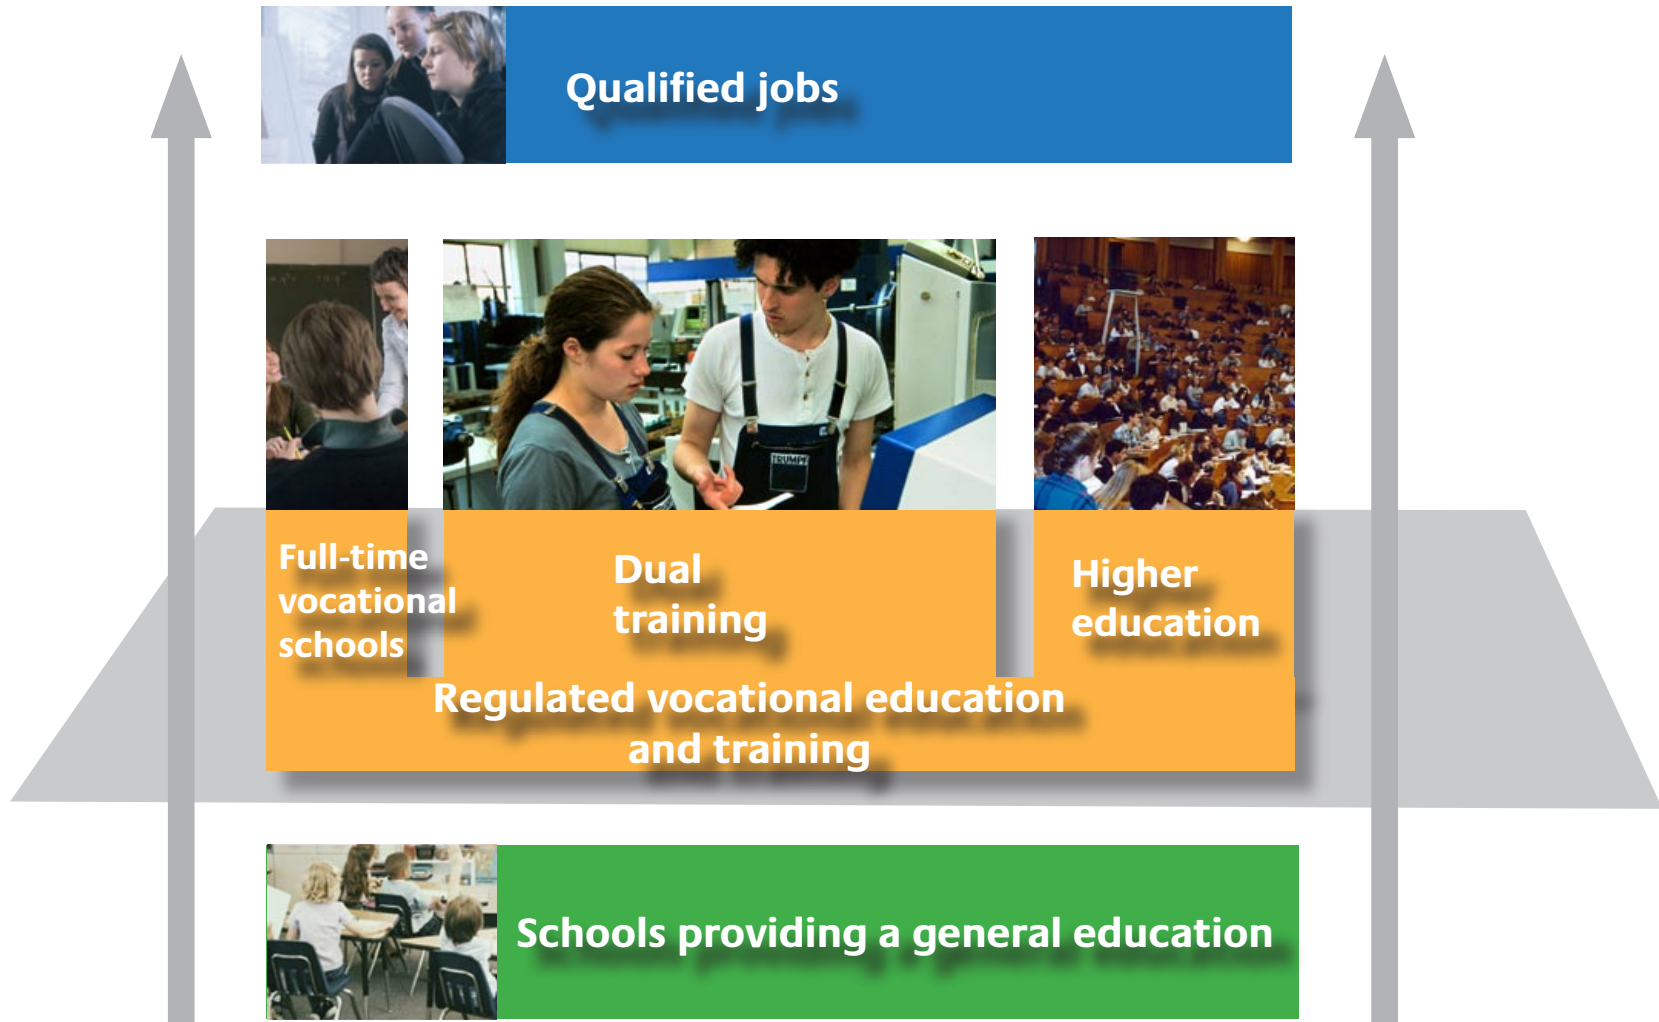 Qualified jobs
TRUMPF
Full-time
vocational
schools
Dual
training
Higher
education
Regulated vocational education
and training
Schools providing a general education